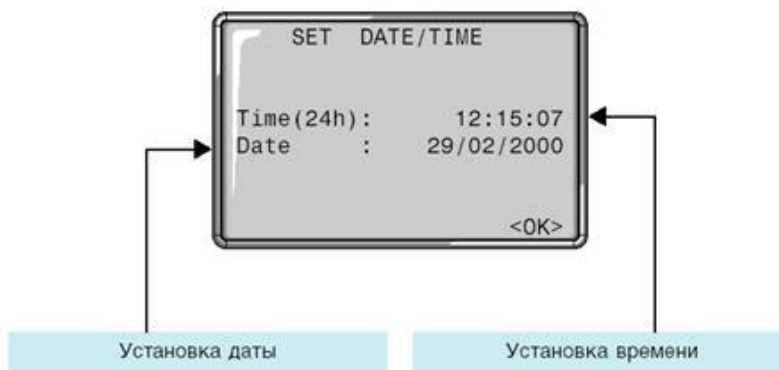 SET DATE/TIME
Time(24h): 12:15:07
Date : 29/02/2000
<OK>
Установка даты
Установка времени